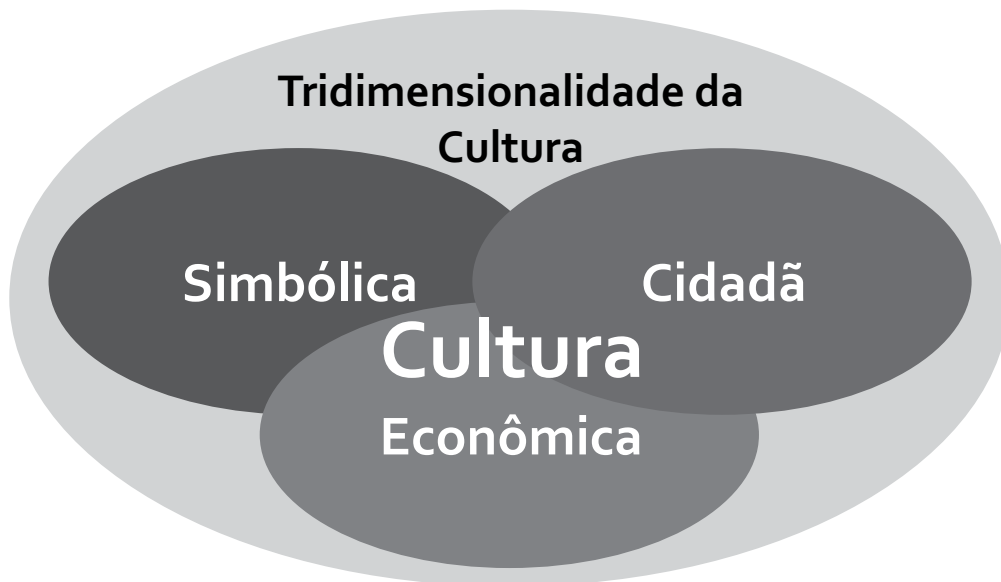 Tridimensionalidade da
Cultura
Simbólica
Cidadã
Cultura
Econômica